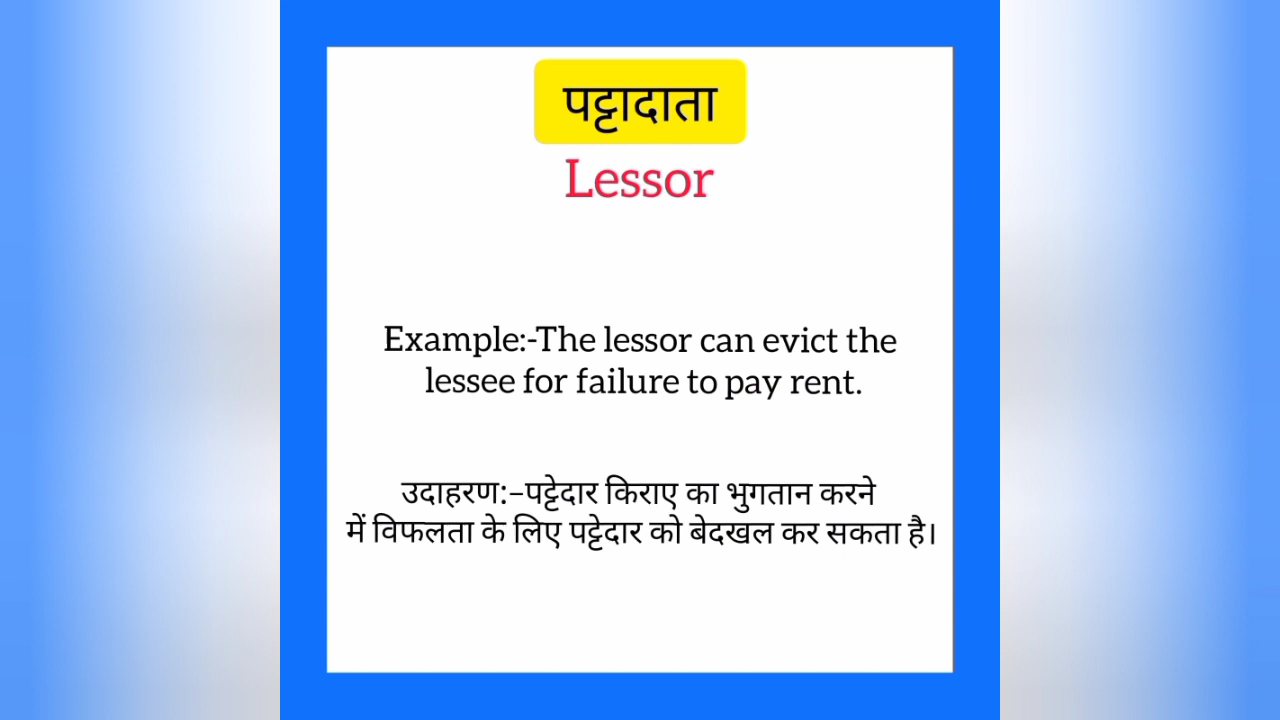 पट्टादाता
Lessor
Example:-The lessor can evict the
lessee for failure to pay rent.
उदाहरण:–पट्टेदार किराए का भुगतान करने
में विफलता के लिए पट्टेदार को बेदखल कर सकता है।